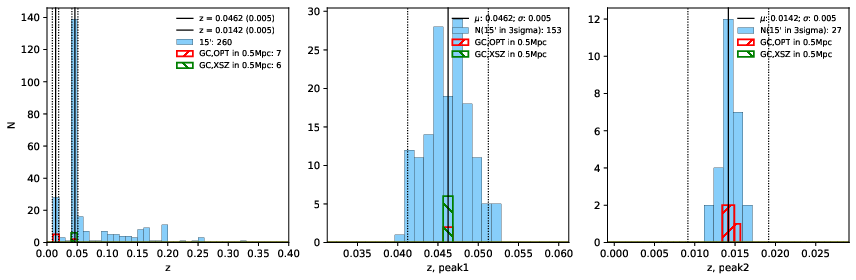 z = 0.0462 (0.005)
z = 0.0142 (0.005)
15': 260
GC,OPT in 0.5Mpc: 7
GC,XSZ in 0.5Mpc: 6
140
120
100
80
60
40
20
0
N
0.00 0.05 0.10 0.15 0.20 0.25 0.30 0.35 0.40
z
μ: 0.0462; σ: 0.005
N(15' in 3sigma): 153
GC,OPT in 0.5Mpc
GC,XSZ in 0.5Mpc
30
25
20
15
10
5
0
0.035 0.040 0.045 0.050 0.055 0.060
z, peak1
μ: 0.0142; σ: 0.005
N(15' in 3sigma): 27
GC,OPT in 0.5Mpc
GC,XSZ in 0.5Mpc
12
10
8
6
4
2
0
0.000 0.005 0.010 0.015 0.020 0.025
z, peak2